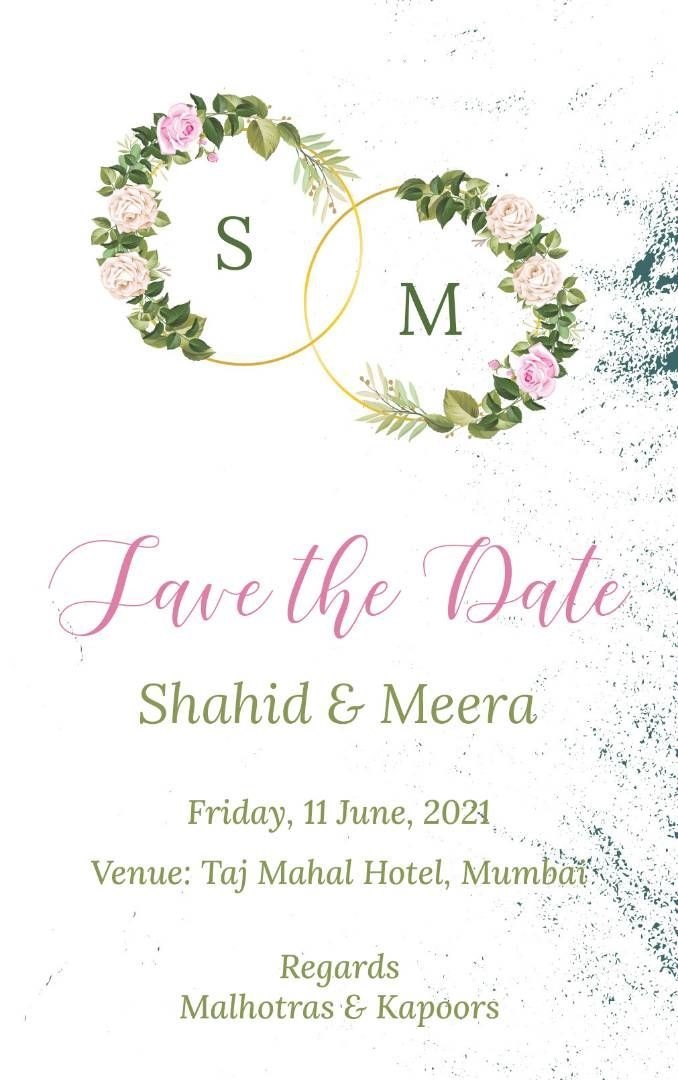 S
M
Save the Date
Shahid & Meera
Friday, 11 June, 2021
Venue: Taj Mahal Hotel, Mumbai
Regards
Malhotras & Kapoors